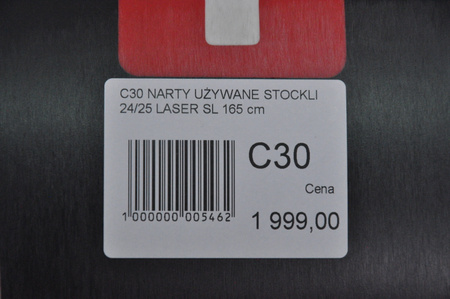 C30 NARTY UŻYWANE STOCKLI
24/25 LASER SL 165 cm
C30
Cena
1 000000 005462
1 999,00